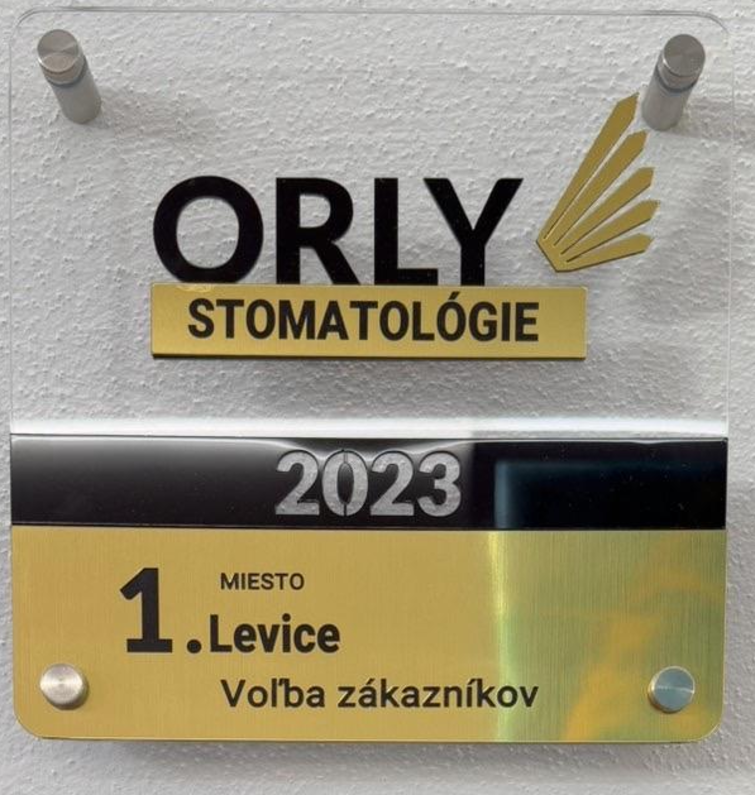 ORLY
STOMATOLÓGIE
2023
1. MIESTO
Levice
Voľba zákazníkov